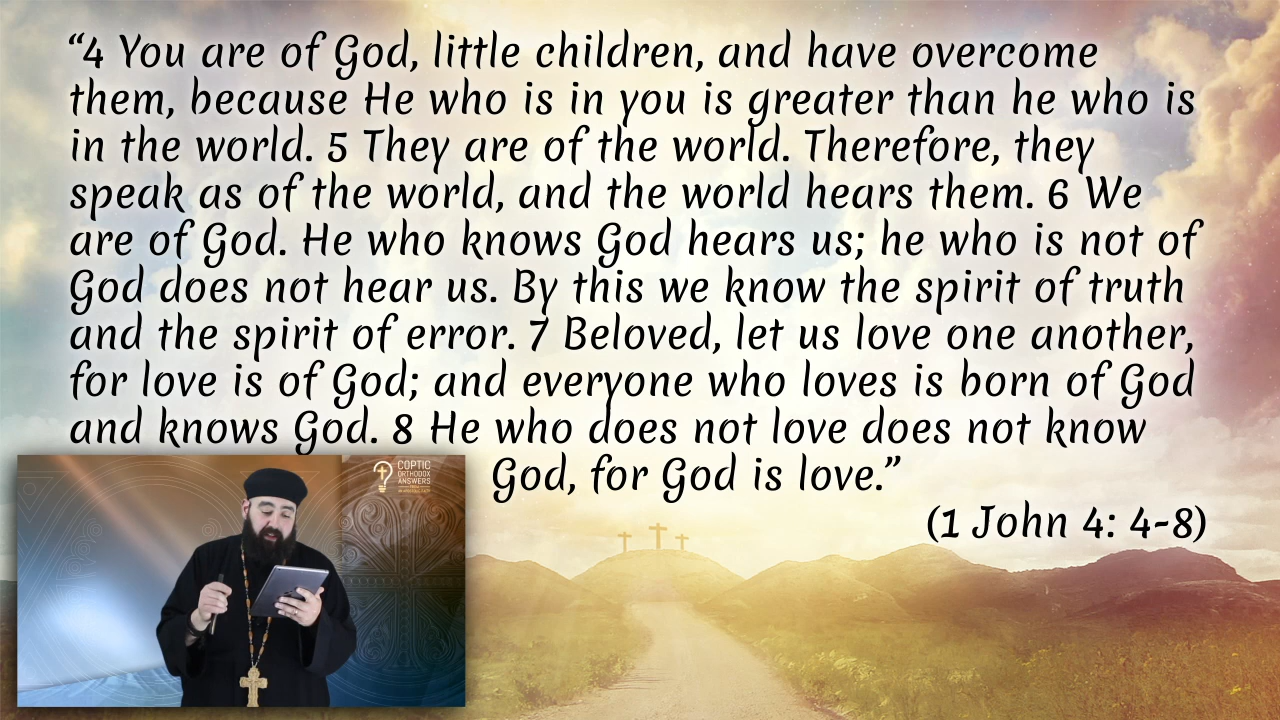 “4 You are of God, little children, and have overcome
them, because He who is in you is greater than he who is
in the world. 5 They are of the world. Therefore, they
speak as of the world, and the world hears them. 6 We
are of God. He who knows God hears us; he who is not of
God does not hear us. By this we know the spirit of truth
and the spirit of error. 7 Beloved, let us love one another,
for love is of God; and everyone who loves is born of God
and knows God. 8 He who does not love does not know
God, for God is love.”
(1 John 4: 4-8)
COPTIC
ORTHODOX
ANSWERS